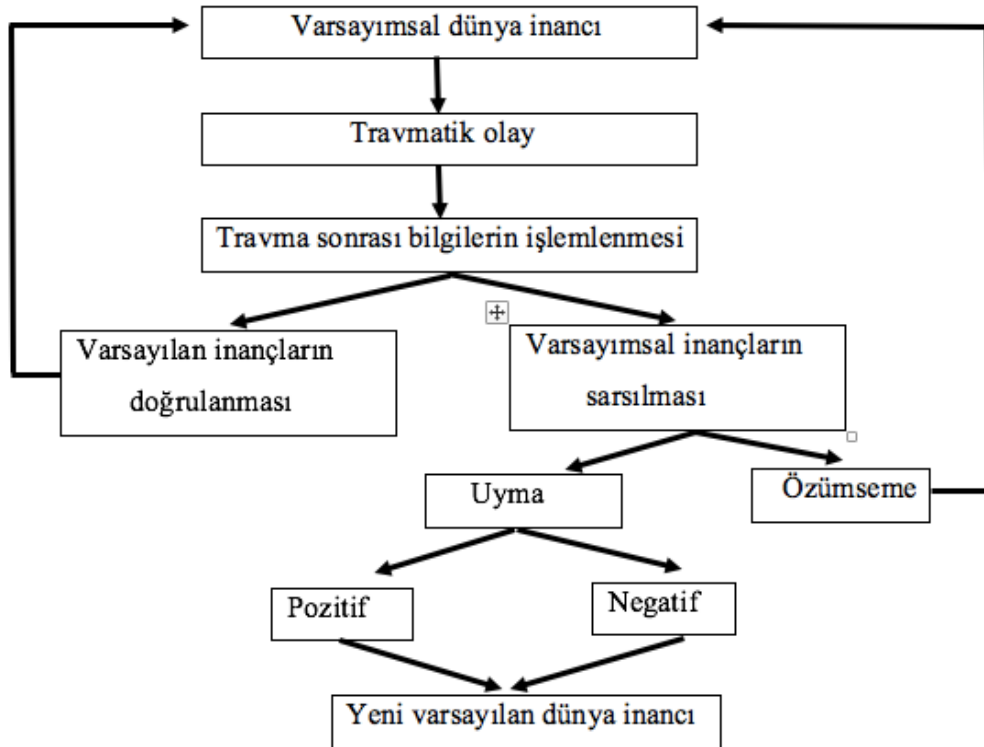 Varsayımsal dünya inancı
Travmatik olay
Travma sonrası bilgilerin işlemlenmesi
Varsayılan inançların
doğrulanması
Varsayımsal inançların
sarsılması
Uyma
Özümseme
Pozitif
Negatif
Yeni varsayılan dünya inancı